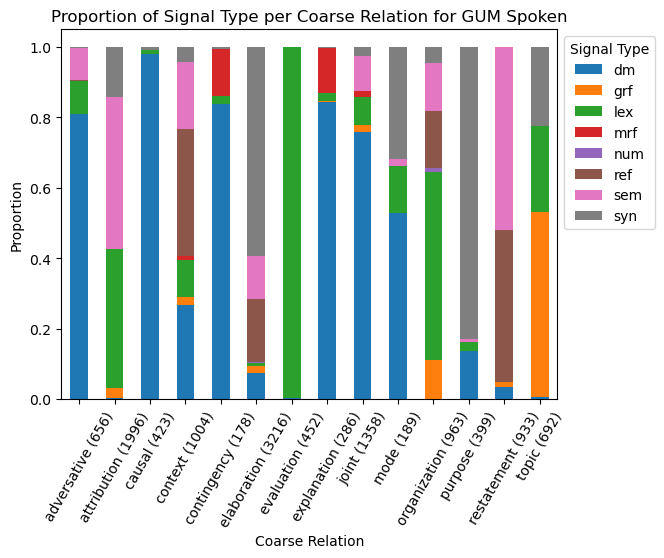 Proportion of Signal Type per Coarse Relation for GUM Spoken
1.0
0.8
0.6
0.4
0.2
0.0
Proportion
adversative (656)
attribution (1996)
causal (423)
context (1004)
contingency (178)
elaboration (3216)
evaluation (452)
explanation (286)
joint (1358)
mode (189)
organization (963)
purpose (399)
restatement (933)
topic (692)
Coarse Relation
Signal Type
dm
grf
lex
mrf
num
ref
sem
syn